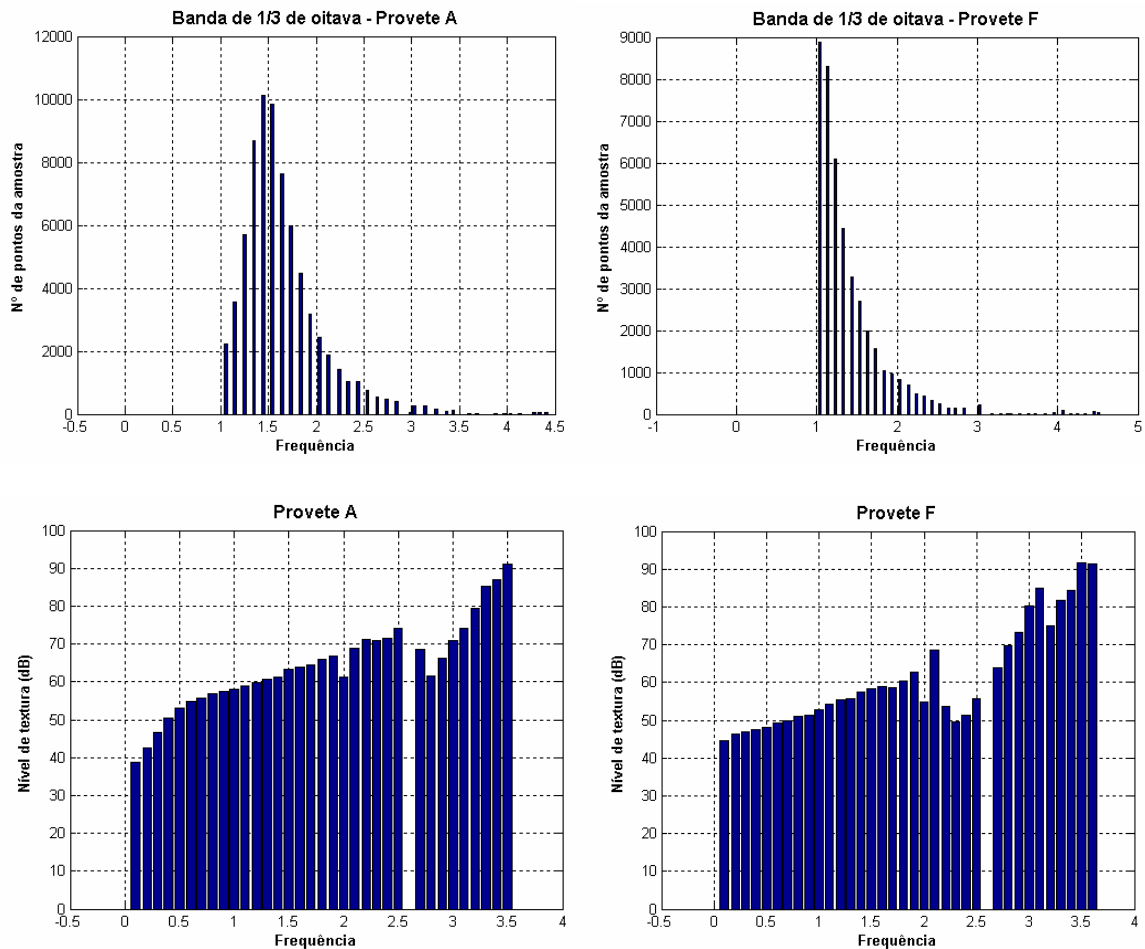 Banda de 1/3 de oitava - Provete A
12000
10000
8000
6000
4000
2000
0
-0.5 0 0.5 1 1.5 2 2.5 3 3.5 4 4.5
Nº de pontos da amostra
Frequência
Banda de 1/3 de oitava - Provete F
9000
8000
7000
6000
5000
4000
3000
2000
1000
0
-1 0 1 2 3 4 5
Nº de pontos da amostra
Frequência
Provete A
100
90
80
70
60
50
40
30
20
10
0
-0.5 0 0.5 1 1.5 2 2.5 3 3.5 4
Nível de textura (dB)
Frequência
Provete F
100
90
80
70
60
50
40
30
20
10
0
-0.5 0 0.5 1 1.5 2 2.5 3 3.5 4
Nível de textura (dB)
Frequência